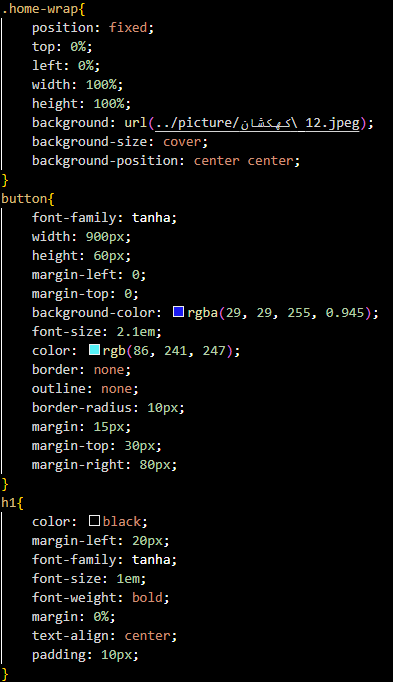 .home-wrap{
position: fixed;
top: 0%;
left: 0%;
width: 100%;
height: 100%;
background: url(../picture/کهکشان\ 12.jpeg);
background-size: cover;
background-position: center center;
}
button{
font-family: tanha;
width: 900px;
height: 60px;
margin-left: 0;
margin-top: 0;
background-color: rgba(29, 29, 255, 0.945);
font-size: 2.1em;
color: rgb(86, 241, 247);
border: none;
outline: none;
border-radius: 10px;
margin: 15px;
margin-top: 30px;
margin-right: 80px;
}
h1{
color: black;
margin-left: 20px;
font-family: tanha;
font-size: 1em;
font-weight: bold;
margin: 0%;
text-align: center;
padding: 10px;
}